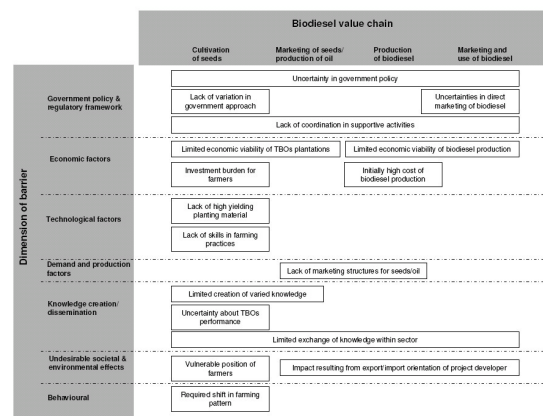 Biodiesel value chain
Cultivation
of seeds
Marketing of seeds/
production of oil
Production
of biodiesel
Marketing and
use of biodiesel
Dimension of barrier
Government policy &
regulatory framework
Uncertainty in government policy
Lack of variation in
government approach
Uncertainties in direct
marketing of biodiesel
Lack of coordination in supportive activities
Economic factors
Limited economic viability of TBOs plantations
Limited economic viability of biodiesel production
Investment burden for
farmers
Initially high cost of
biodiesel production
Technological factors
Lack of high yielding
planting material
Lack of skills in farming
practices
Demand and production
factors
Lack of marketing structures for seeds/oil
Knowledge creation/
dissemination
Limited creation of varied knowledge
Uncertainty about TBOs
performance
Limited exchange of knowledge within sector
Undesirable societal &
environmental effects
Vulnerable position of
farmers
Impact resulting from export/import orientation of project developer
Behavioural
Required shift in farming
pattern